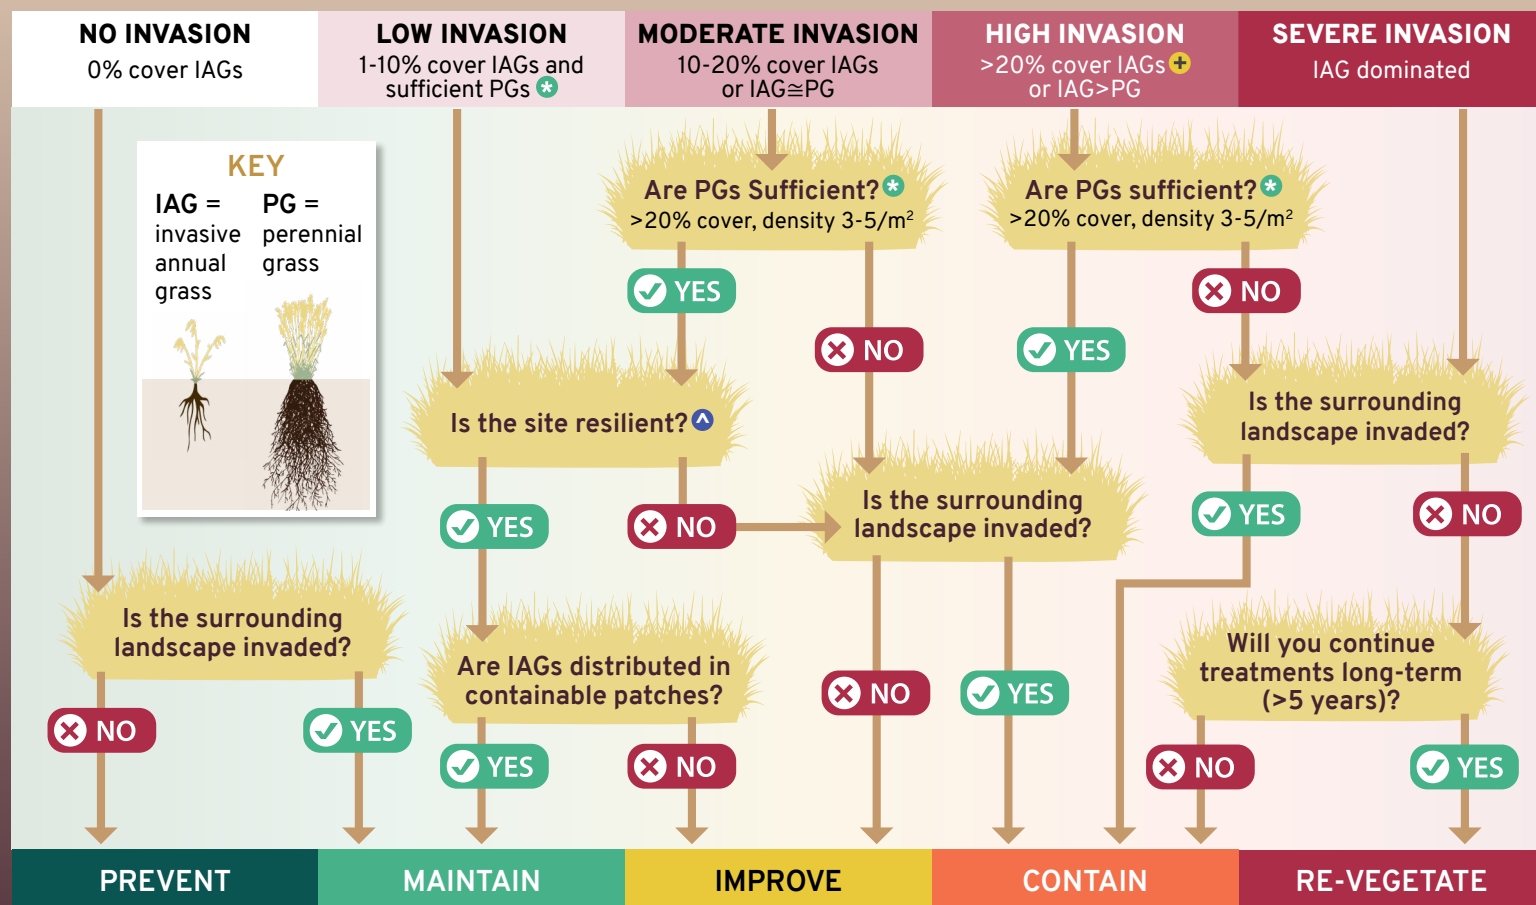 NO INVASION
0% cover IAGs
LOW INVASION
1-10% cover IAGs and
sufficient PGs *
MODERATE INVASION
10-20% cover IAGs
or IAG≅PG
HIGH INVASION
>20% cover IAGs +
or IAG>PG
SEVERE INVASION
IAG dominated
KEY
IAG =
invasive
annual
grass
PG =
perennial
grass
Are PGs Sufficient? *
>20% cover, density 3-5/m²
Are PGs sufficient? *
>20% cover, density 3-5/m²
YES
NO
NO
YES
Is the site resilient? ^
Is the surrounding
landscape invaded?
YES
NO
Is the surrounding
landscape invaded?
YES
NO
Is the surrounding
landscape invaded?
Are IAGs distributed in
containable patches?
Will you continue
treatments long-term
(>5 years)?
NO
YES
YES
NO
NO
YES
NO
YES
PREVENT
MAINTAIN
IMPROVE
CONTAIN
RE-VEGETATE